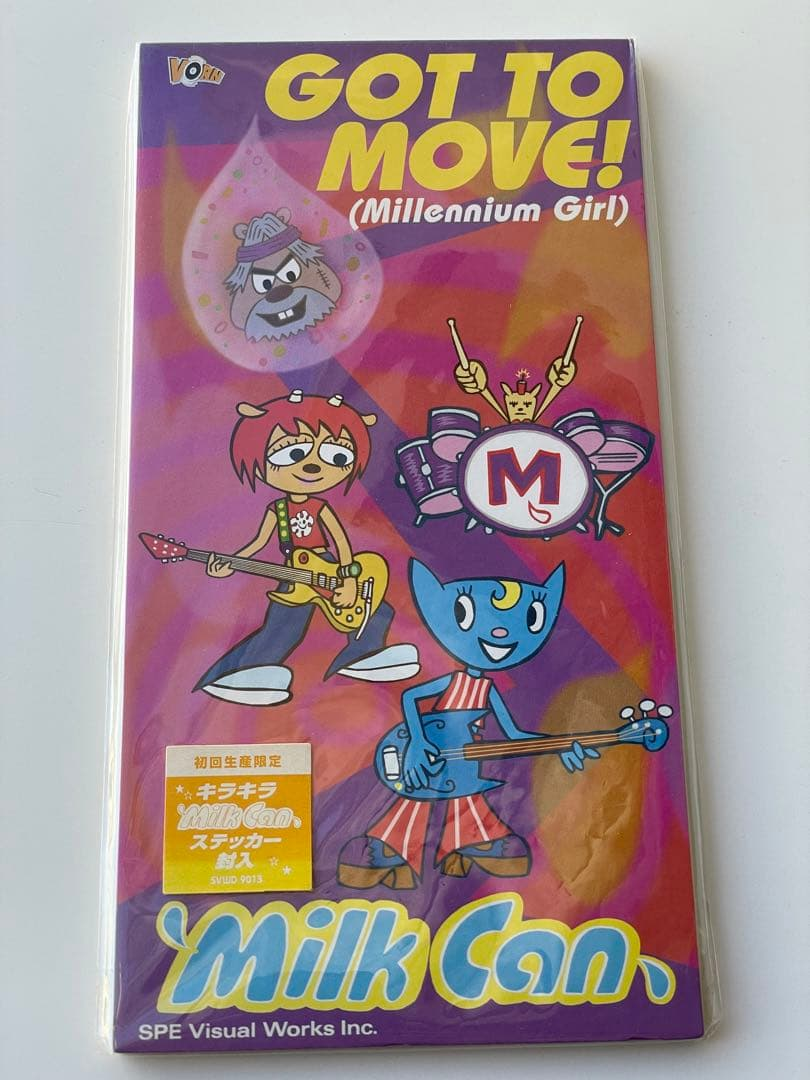 VORN
GOT TO
MOVE!
(Millennium Girl)
M
初回生産限定
キラキラ
Milk Can
ステッカー
封入
SVWD 9013
Milk Can
SPE Visual Works Inc.